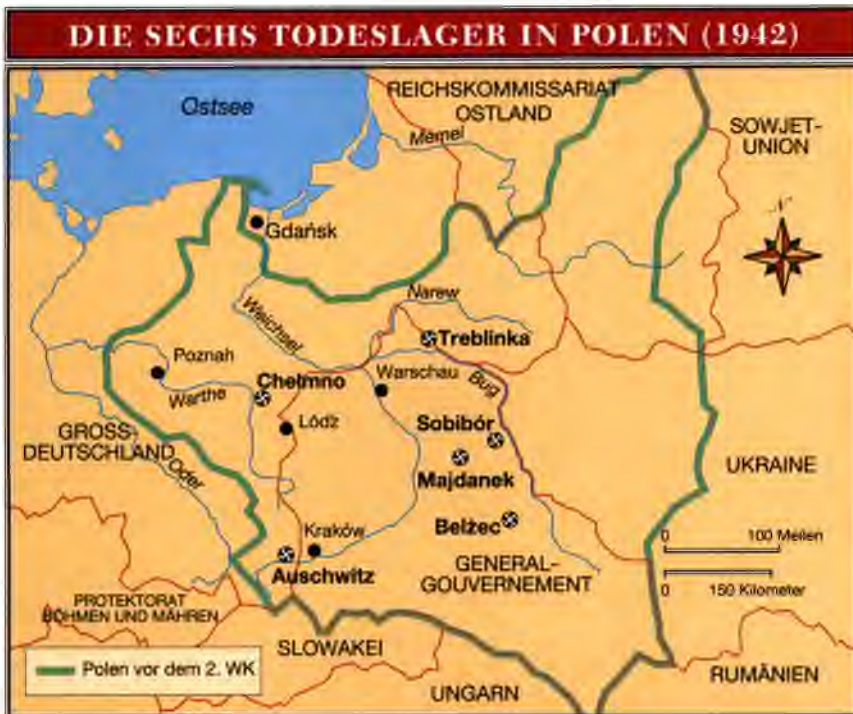 DIE SECHS TODESLAGER IN POLEN (1942)
Ostsee
REICHSKOMMISSARIAT
OSTLAND
Memel
SOWJET-
UNION
N
Gdańsk
Narew
Weichsel
Treblinka
Poznah
Warschau
Bug
Chelmno
Warthe
Lódź
Sobibór
GROSS-
DEUTSCHLAND
Oder
Majdanek
UKRAINE
Kraków
Belżec
0 100 Meilen
Auschwitz
GENERAL-
GOUVERNEMENT
0 150 Kilometer
PROTEKTORAT
BÖHMEN UND MÄHREN
SLOWAKEI
Polen vor dem 2. WK
UNGARN
RUMÄNIEN